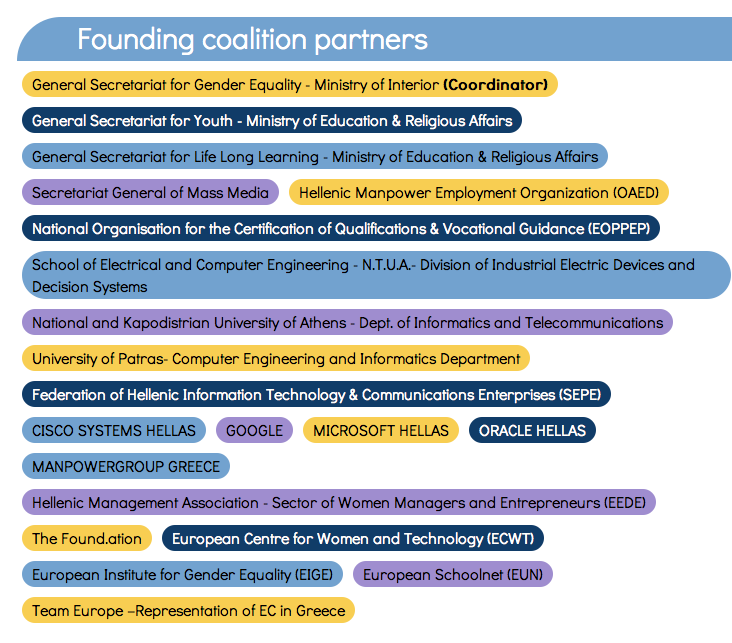 Founding coalition partners
General Secretariat for Gender Equality - Ministry of Interior (Coordinator)
General Secretariat for Youth - Ministry of Education & Religious Affairs
General Secretariat for Life Long Learning - Ministry of Education & Religious Affairs
Secretariat General of Mass Media Hellenic Manpower Employment Organization (OAED)
National Organisation for the Certification of Qualifications & Vocational Guidance (EOPPEP)
School of Electrical and Computer Engineering - N.T.U.A.- Division of Industrial Electric Devices and
Decision Systems
National and Kapodistrian University of Athens - Dept. of Informatics and Telecommunications
University of Patras- Computer Engineering and Informatics Department
Federation of Hellenic Information Technology & Communications Enterprises (SEPE)
CISCO SYSTEMS HELLAS GOOGLE MICROSOFT HELLAS ORACLE HELLAS
MANPOWERGROUP GREECE
Hellenic Management Association - Sector of Women Managers and Entrepreneurs (EEDE)
The Found.ation European Centre for Women and Technology (ECWT)
European Institute for Gender Equality (EIGE) European Schoolnet (EUN)
Team Europe –Representation of EC in Greece